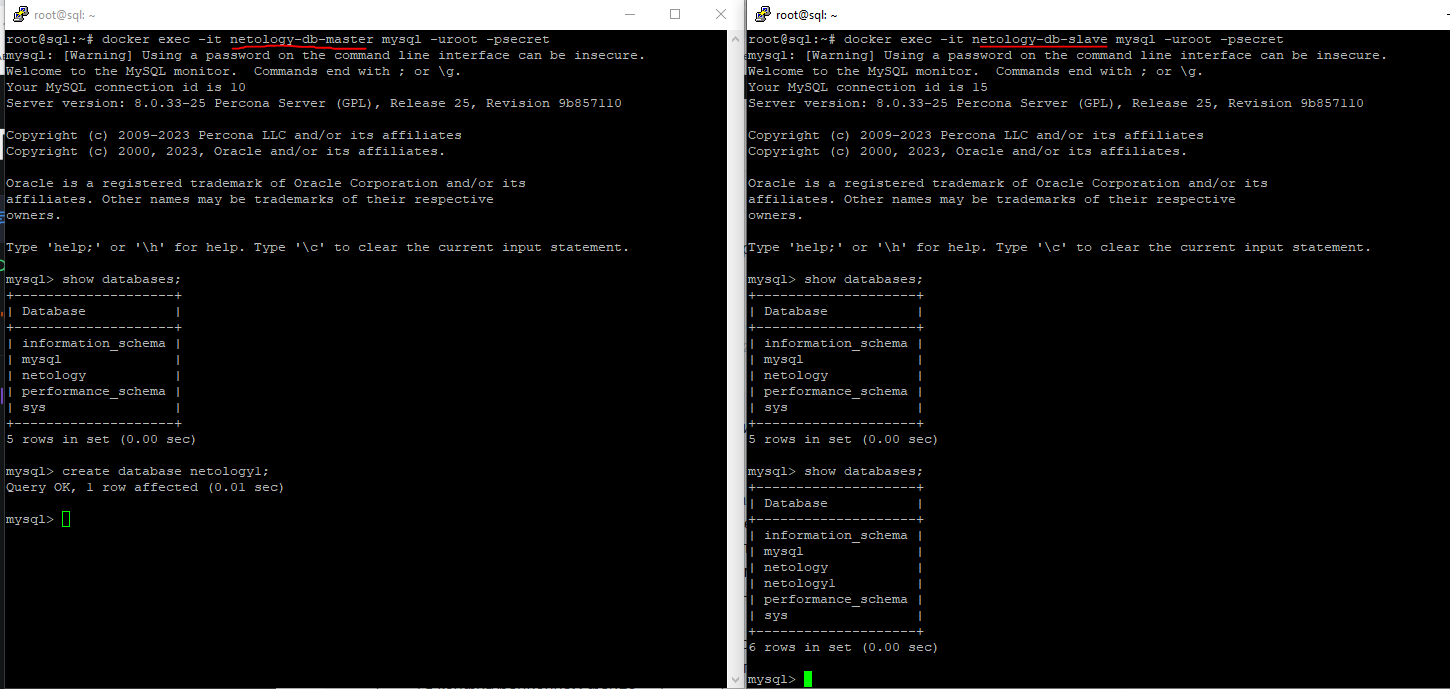 root@sql: ~
root@sql:~# docker exec -it netology-db-master mysql -uroot -psecret
mysql: [Warning] Using a password on the command line interface can be insecure.
Welcome to the MySQL monitor.  Commands end with ; or \g.
Your MySQL connection id is 10
Server version: 8.0.33-25 Percona Server (GPL), Release 25, Revision 9b857110

Copyright (c) 2009-2023 Percona LLC and/or its affiliates
Copyright (c) 2000, 2023, Oracle and/or its affiliates.

Oracle is a registered trademark of Oracle Corporation and/or its
affiliates. Other names may be trademarks of their respective
owners.

Type 'help;' or '\h' for help. Type '\c' to clear the current input statement.

mysql> show databases;
+--------------------+
| Database           |
+--------------------+
| information_schema |
| mysql              |
| netology           |
| performance_schema |
| sys                |
+--------------------+
5 rows in set (0.00 sec)

mysql> create database netology1;
Query OK, 1 row affected (0.01 sec)

mysql>
root@sql: ~
root@sql:~# docker exec -it netology-db-slave mysql -uroot -psecret
mysql: [Warning] Using a password on the command line interface can be insecure.
Welcome to the MySQL monitor.  Commands end with ; or \g.
Your MySQL connection id is 15
Server version: 8.0.33-25 Percona Server (GPL), Release 25, Revision 9b857110

Copyright (c) 2009-2023 Percona LLC and/or its affiliates
Copyright (c) 2000, 2023, Oracle and/or its affiliates.

Oracle is a registered trademark of Oracle Corporation and/or its
affiliates. Other names may be trademarks of their respective
owners.

Type 'help;' or '\h' for help. Type '\c' to clear the current input statement.

mysql> show databases;
+--------------------+
| Database           |
+--------------------+
| information_schema |
| mysql              |
| netology           |
| performance_schema |
| sys                |
+--------------------+
5 rows in set (0.00 sec)

mysql> show databases;
+--------------------+
| Database           |
+--------------------+
| information_schema |
| mysql              |
| netology           |
| netology1          |
| performance_schema |
| sys                |
+--------------------+
6 rows in set (0.00 sec)

mysql>